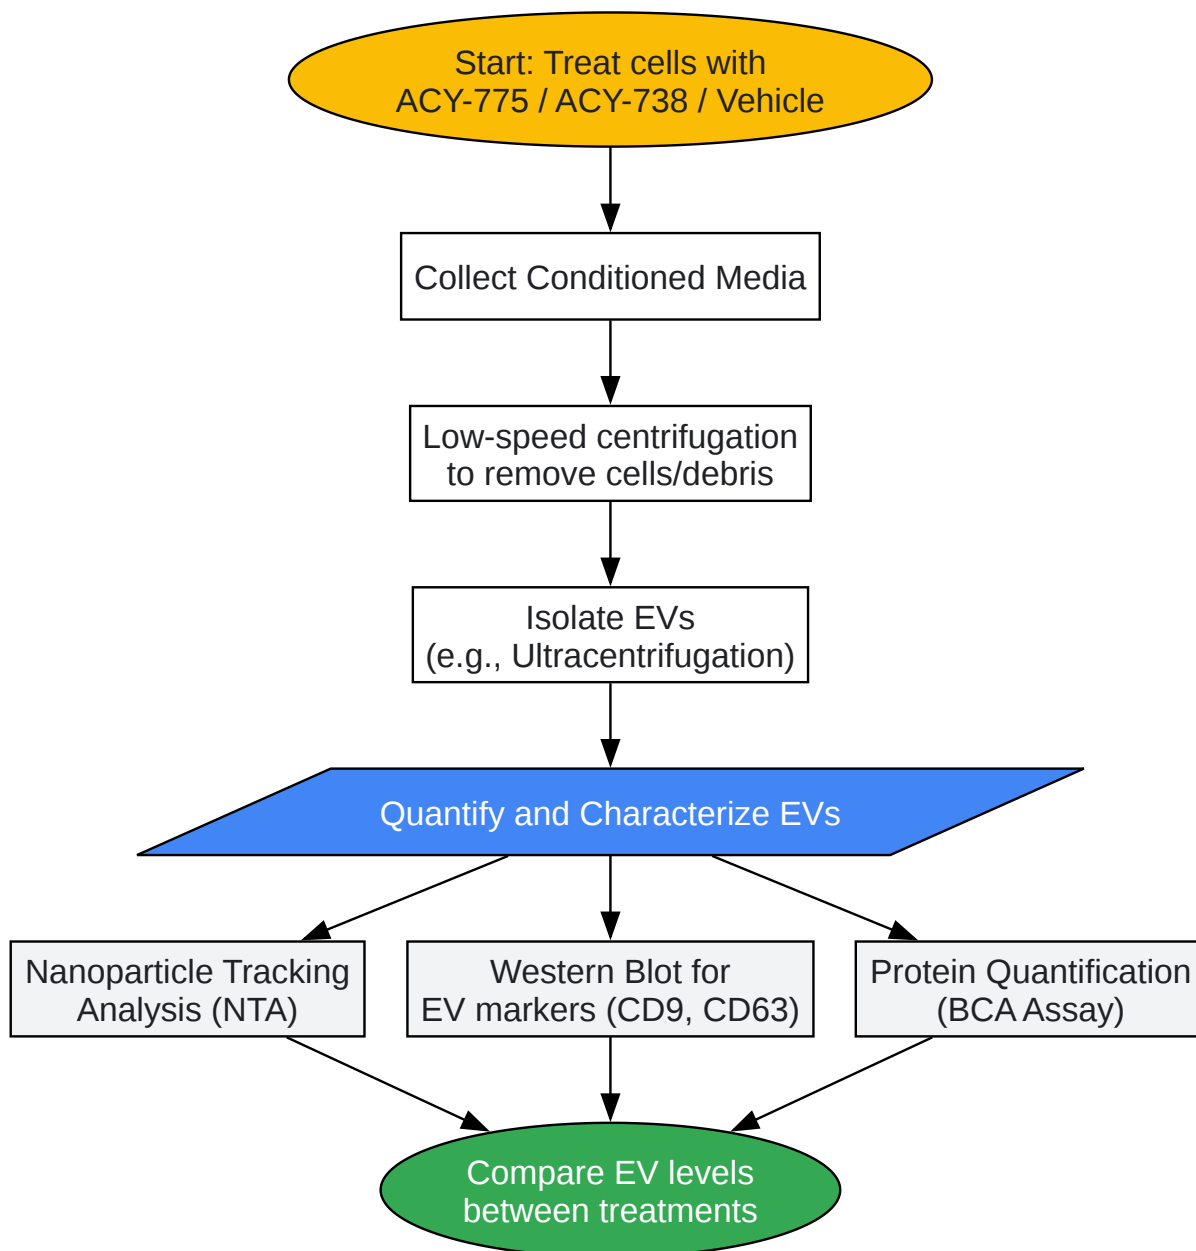 Start: Treat cells with
ACY-775 / ACY-738 / Vehicle
Collect Conditioned Media
Low-speed centrifugation
to remove cells/debris
Isolate EVs
(e.g., Ultracentrifugation)
Quantify and Characterize EVs
Nanoparticle Tracking
Analysis (NTA)
Western Blot for
EV markers (CD9, CD63)
Protein Quantification
(BCA Assay)
Compare EV levels
between treatments